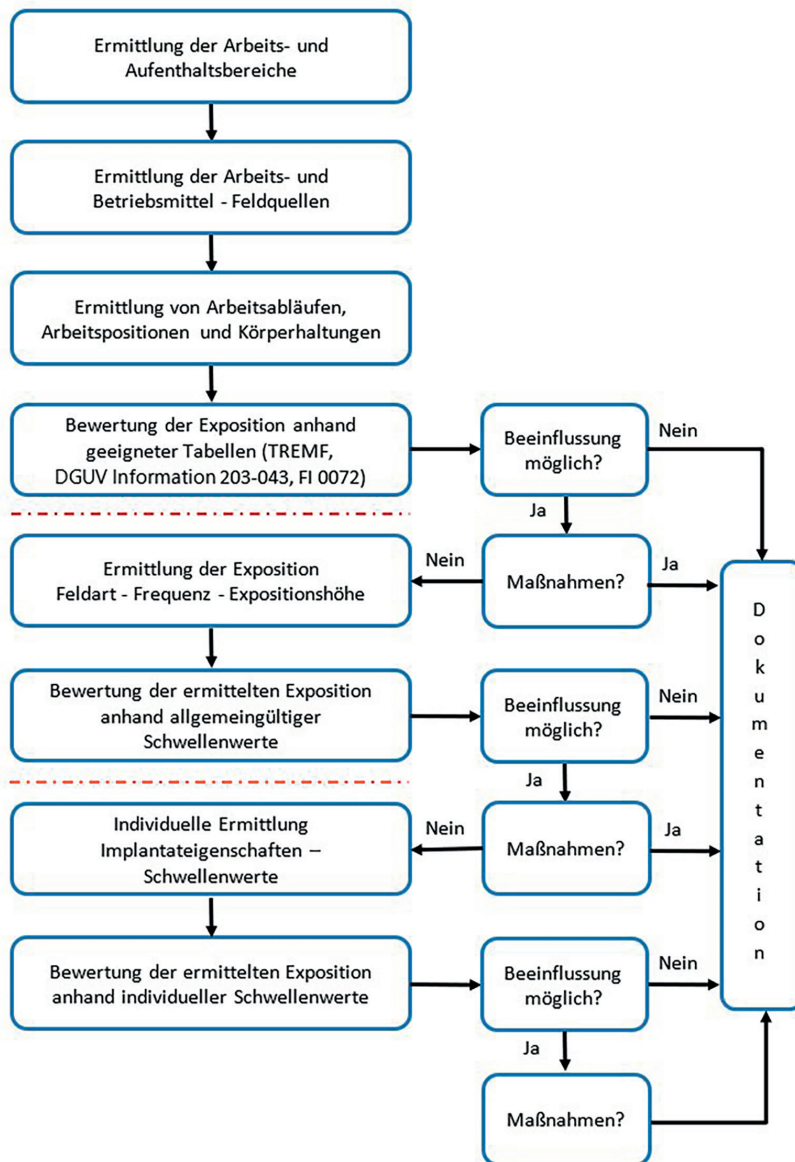 Ermittlung der Arbeits- und
Aufenthaltsbereiche
Ermittlung der Arbeits- und
Betriebsmittel - Feldquellen
Ermittlung von Arbeitsabläufen,
Arbeitspositionen und Körperhaltungen
Bewertung der Exposition anhand
geeigneter Tabellen (TREMF,
DGUV Information 203-043, FI 0072)
Beeinflussung
möglich?
Nein
Ja
Ermittlung der Exposition
Feldart - Frequenz - Expositionshöhe
Nein
Maßnahmen?
Ja
Bewertung der ermittelten Exposition
anhand allgemeingültiger
Schwellenwerte
Beeinflussung
möglich?
Nein
Ja
Individuelle Ermittlung
Implantateigenschaften –
Schwellenwerte
Nein
Maßnahmen?
Ja
Bewertung der ermittelten Exposition
anhand individueller Schwellenwerte
Beeinflussung
möglich?
Nein
Ja
Maßnahmen?
Dokumentation